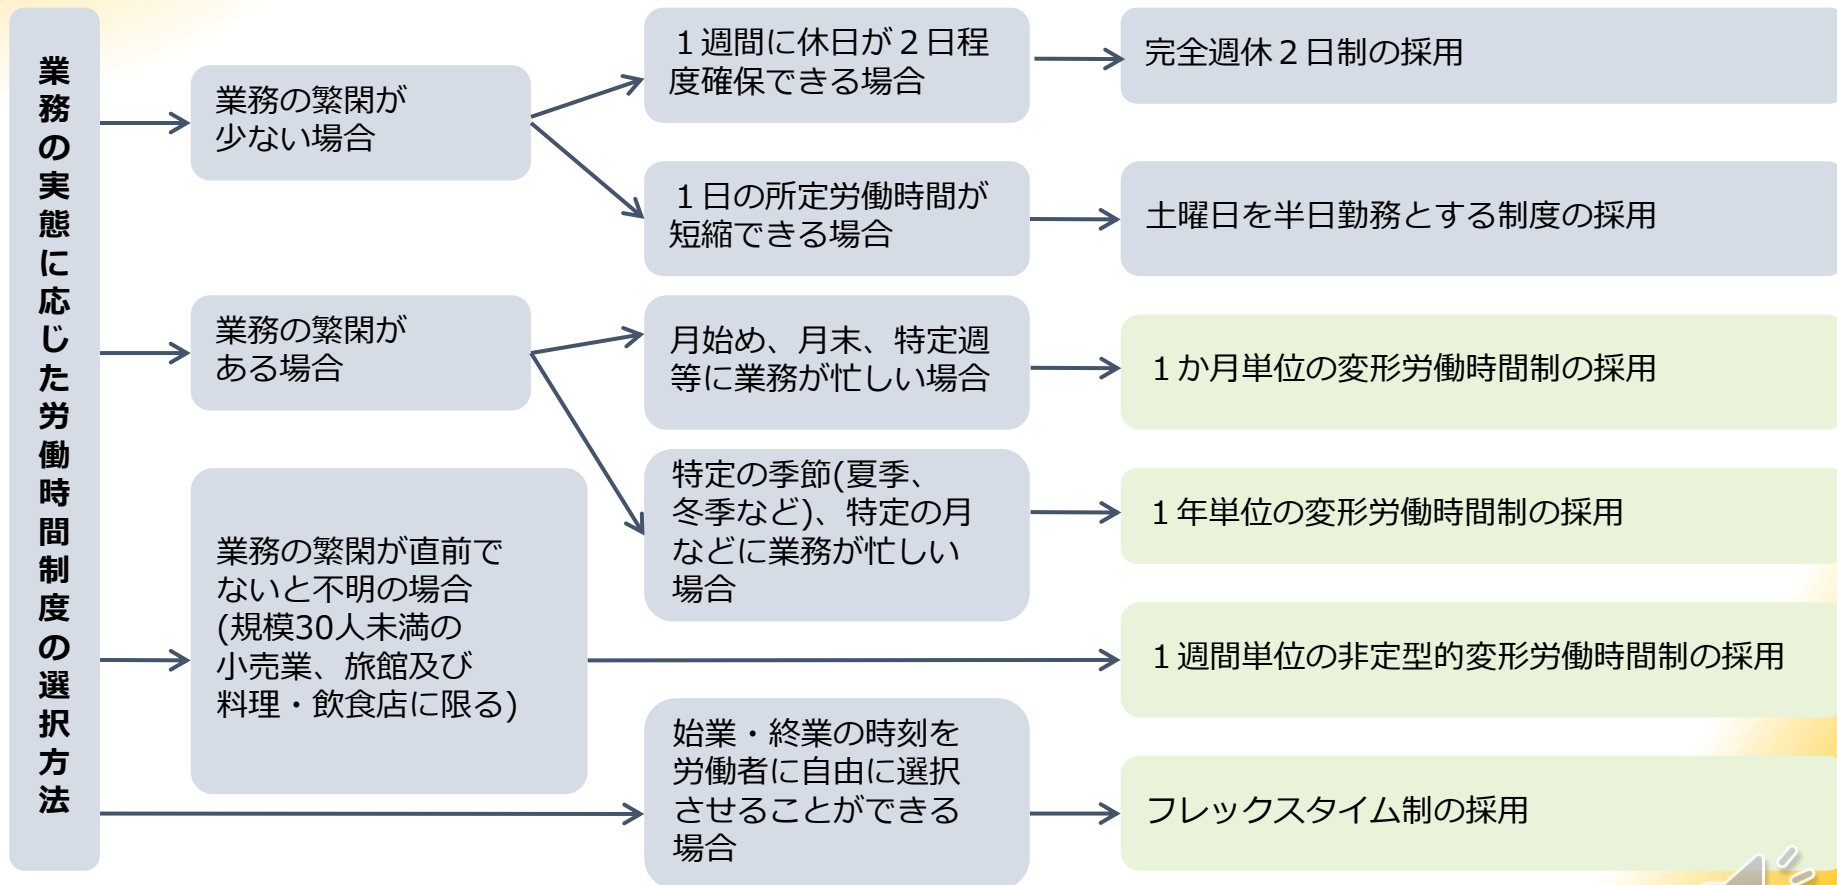 業務の実態に応じた労働時間制度の選択方法
業務の繁閑が
少ない場合
１週間に休日が２日程
度確保できる場合
完全週休２日制の採用
１日の所定労働時間が
短縮できる場合
土曜日を半日勤務とする制度の採用
業務の繁閑が
ある場合
月始め、月末、特定週
等に業務が忙しい場合
１か月単位の変形労働時間制の採用
特定の季節(夏季、
冬季など)、特定の月
などに業務が忙しい
場合
１年単位の変形労働時間制の採用
業務の繁閑が直前で
ないと不明の場合
(規模30人未満の
小売業、旅館及び
料理・飲食店に限る)
１週間単位の非定型的変形労働時間制の採用
始業・終業の時刻を
労働者に自由に選択
させることができる
場合
フレックスタイム制の採用